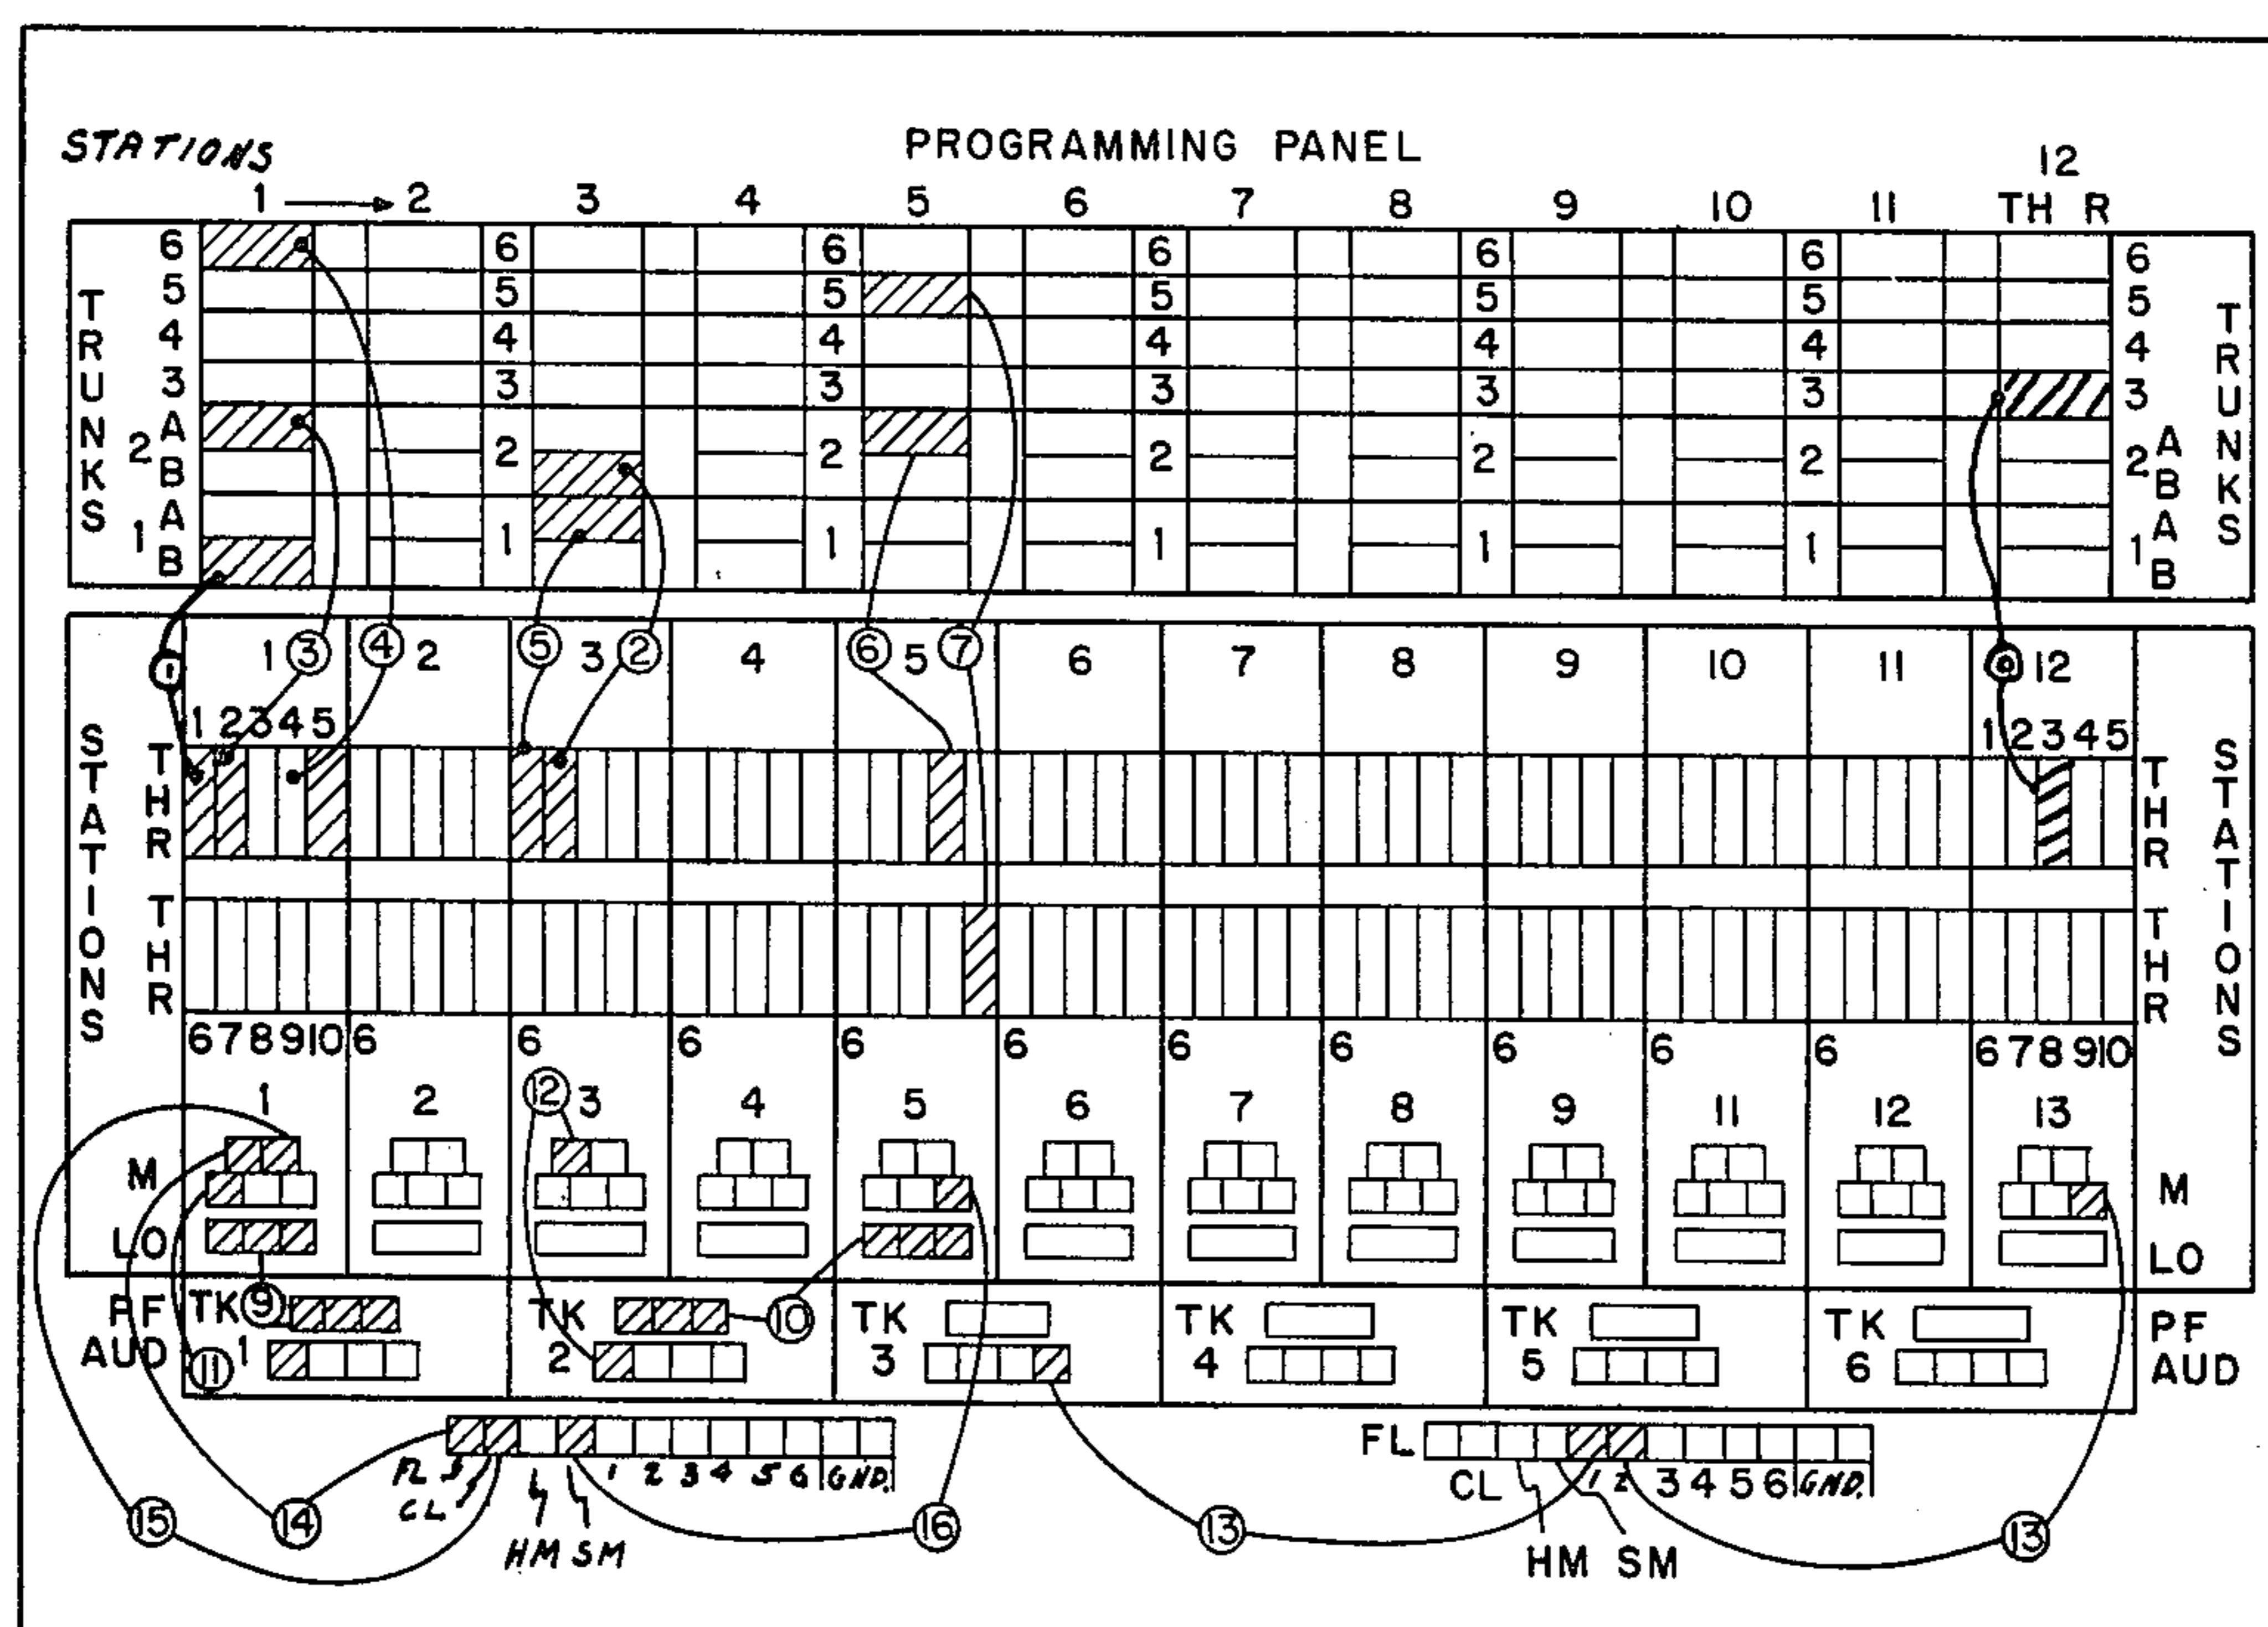 STATIONS
PROGRAMMING PANEL
1 2 3 4 5 6 7 8 9 10 11 12
TH R
TRUNKS
6 6 6 6 6 6 6
5 5 5 5 5 5 5
4 4 4 4 4 4 4
3 3 3 3 3 3 3
2 A B 2 2 2 2 2 2 A B
1 A B 1 1 1 1 1 1 A B
TRUNKS
1 3 4 2 5 3 2 4 6 5 7 6 7 8 9 10 11 12
1
STATIONS
1 2 3 4 5
1 2 3 4 5
THR THR
THR THR
STATIONS
6 7 8 9 10 6 6 6 6 6 6 6 6 6 6 6 7 8 9 10
1 2 12 3 4 5 6 7 8 9 11 12 13
M M
LO LO
PF TK 9 TK 10 TK TK TK TK PF
AUD 11 1 2 3 4 5 6 AUD
FL
CL
HM SM
1 2 3 4 5 6 GND.
CL
HM SM
1 2 3 4 5 6 GND.
15 14 16 13 13